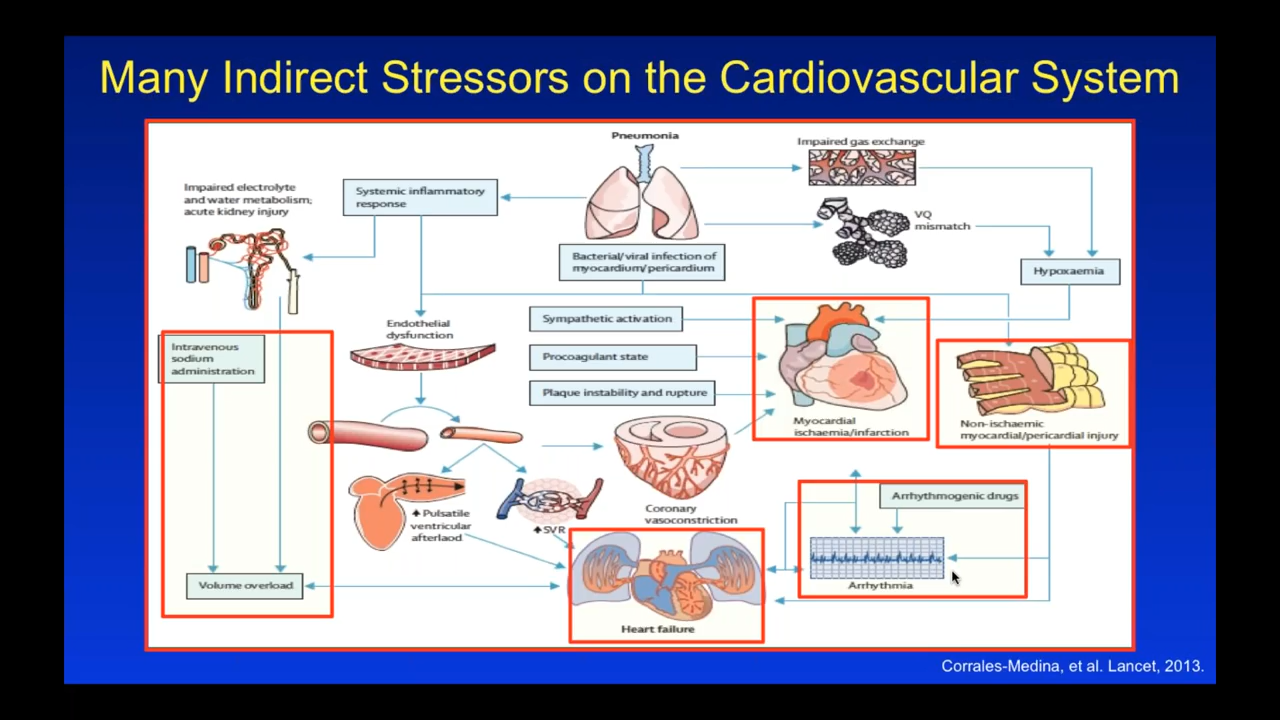 Many Indirect Stressors on the Cardiovascular System
Pneumonia
Impaired gas exchange
Impaired electrolyte
and water metabolism;
acute kidney injury
Systemic inflammatory
response
VQ
mismatch
Bacterial/viral infection of
myocardium/pericardium
Hypoxaemia
Endothelial
dysfunction
Sympathetic activation
Intravenous
sodium
administration
Procoagulant state
Plaque instability and rupture
Myocardial
ischaemia/infarction
Non-ischaemic
myocardial/pericardial injury
Arrhythmogenic drugs
Coronary
vasoconstriction
Pulsatile
ventricular
afterlaod
SVR
Volume overload
Arrhythmia
Heart failure
Corrales-Medina, et al. Lancet, 2013.